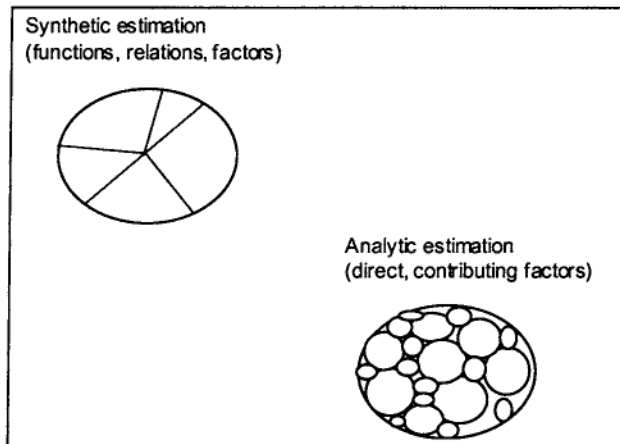 Synthetic estimation
(functions, relations, factors)
Analytic estimation
(direct, contributing factors)